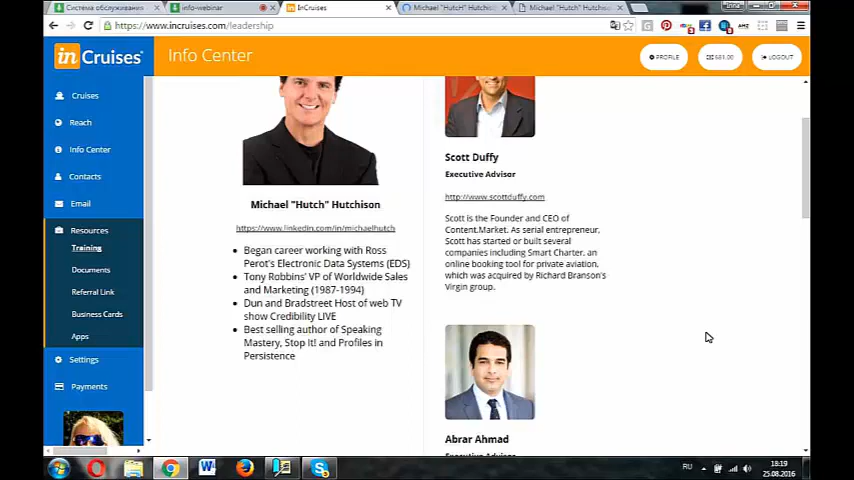 Система обслуживания
info-webinar
InCruises
Michael "HutcH" Hutchiso
Michael "Hutch" Hutchiso
Inna
https://www.incruises.com/leadership
inCruises
Info Center
PROFILE
LOGOUT
Cruises
Reach
Info Center
Contacts
Email
Resources
Training
Documents
Referral Link
Business Cards
Apps
Settings
Payments
Michael "Hutch" Hutchison
https://www.linkedin.com/in/michaelhutch
Began career working with Ross
Perot's Electronic Data Systems (EDS)
Tony Robbins' VP of Worldwide Sales
and Marketing (1987-1994)
Dun and Bradstreet Host of web TV
show Credibility LIVE
Best selling author of Speaking
Mastery, Stop It! and Profiles in
Persistence
Scott Duffy
Executive Advisor
http://www.scottduffy.com
Scott is the Founder and CEO of
Content.Market. As serial entrepreneur,
Scott has started or built several
companies including Smart Charter, an
online booking tool for private aviation,
which was acquired by Richard Branson's
Virgin group.
Abrar Ahmad
Executive Advisor
RU
18:19
25.08.2016